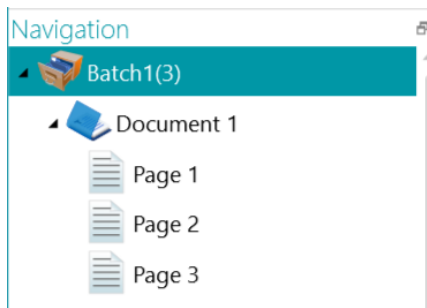 Navigation
Batch1(3)
Document 1
Page 1
Page 2
Page 3